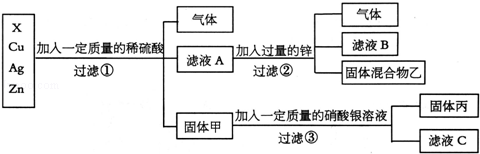 X
Cu
Ag
Zn
加入一定质量的稀硫酸
过滤①
气体
滤液 A
固体甲
加入过量的锌
过滤②
气体
滤液 B
固体混合物乙
加入一定质量的硝酸银溶液
过滤③
固体丙
滤液 C